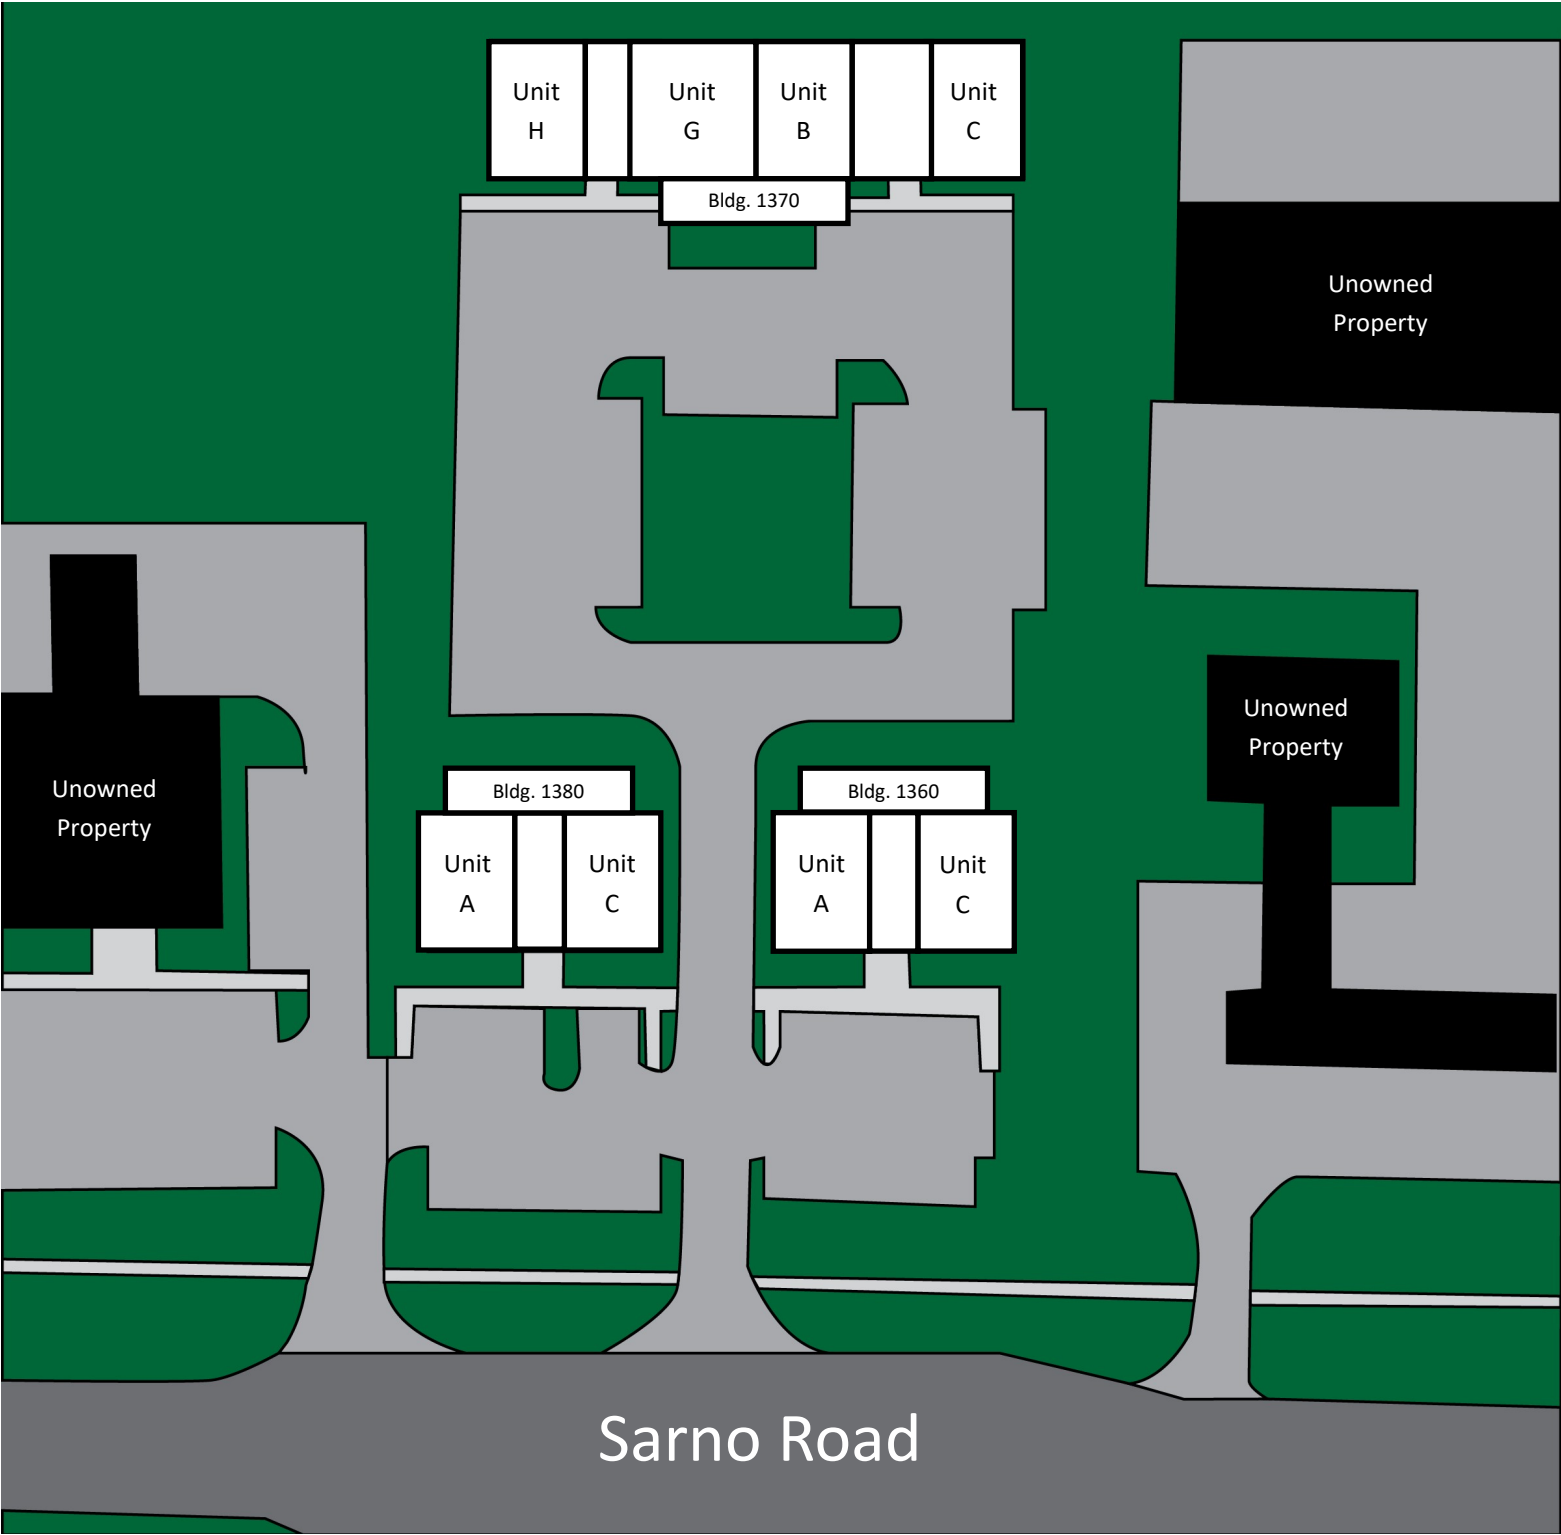 Unit
H
Unit
G
Unit
B
Unit
C
Bldg. 1370
Unowned
Property
Unowned
Property
Unowned
Property
Bldg. 1380
Unit
A
Unit
C
Bldg. 1360
Unit
A
Unit
C
Sarno Road